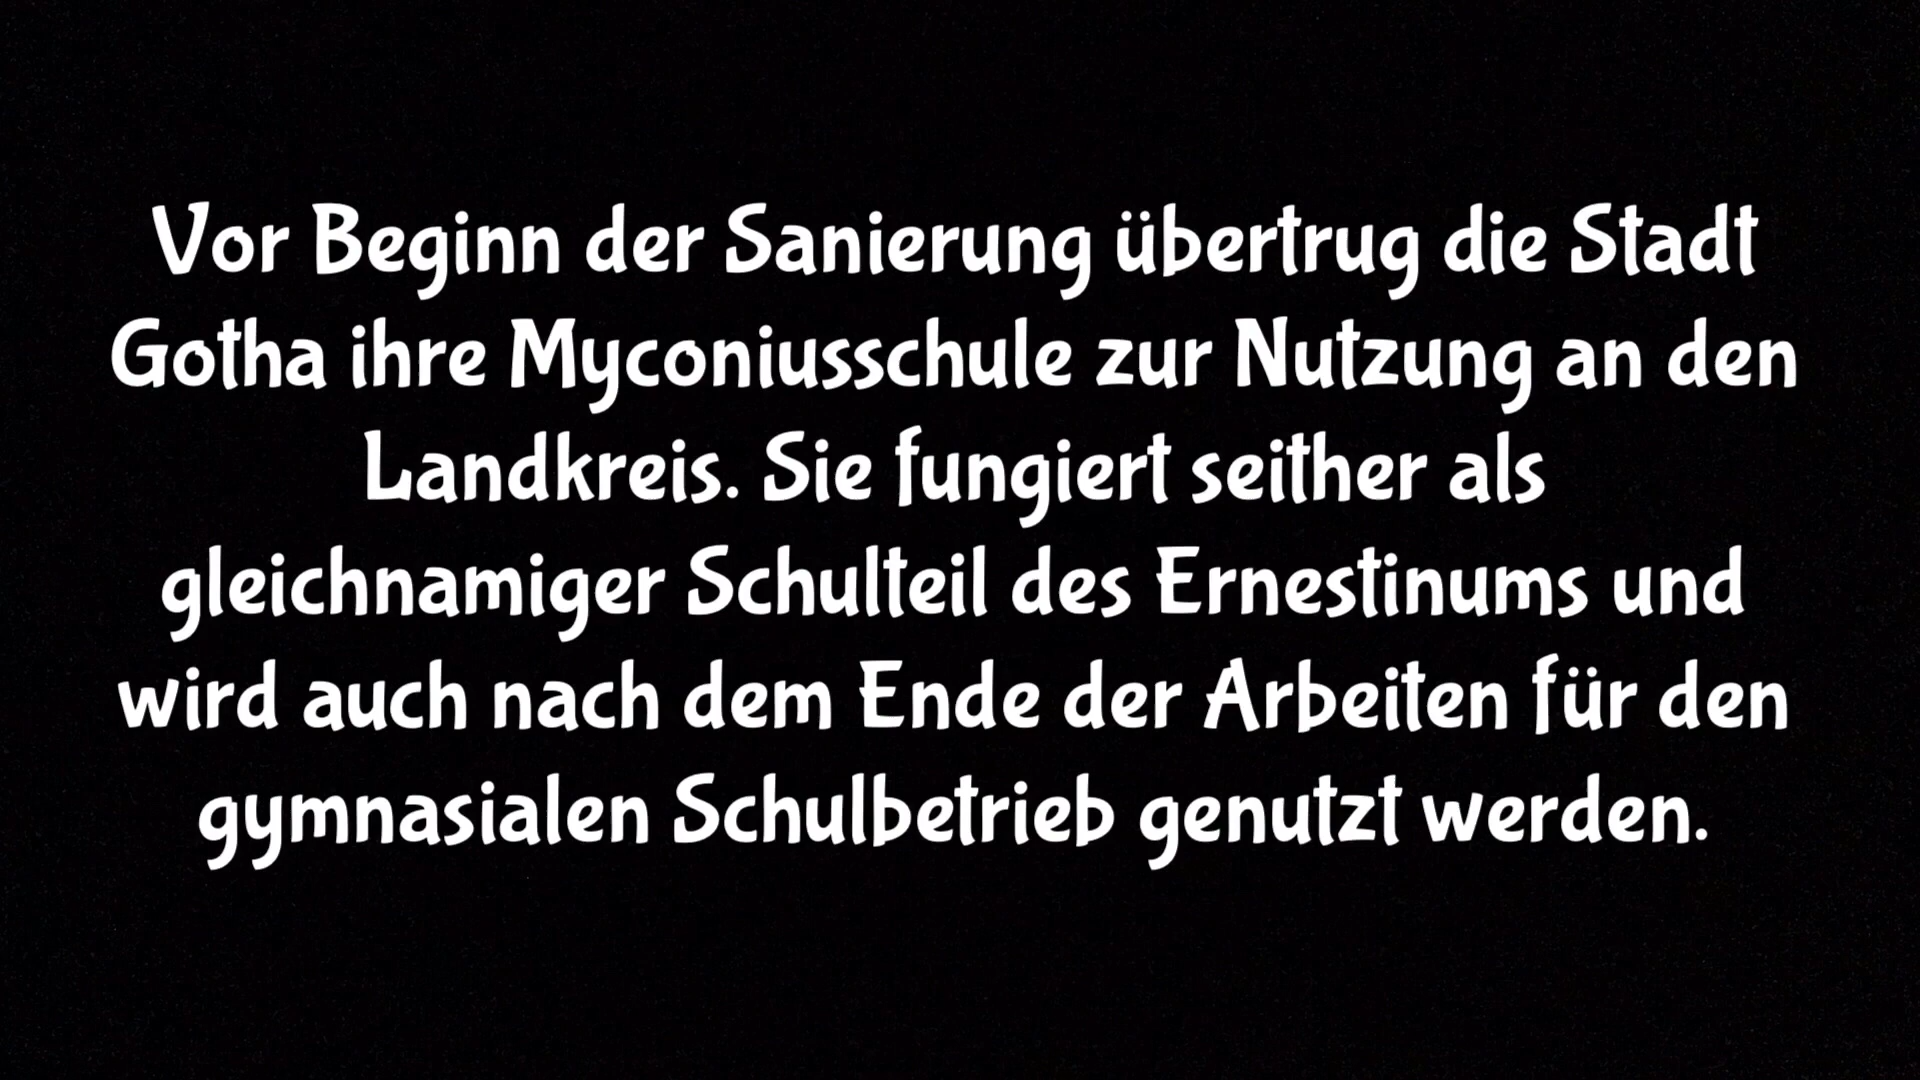 Vor Beginn der Sanierung übertrug die Stadt
Gotha ihre Myconiusschule zur Nutzung an den
Landkreis. Sie fungiert seither als
gleichnamiger Schulteil des Ernestinums und
wird auch nach dem Ende der Arbeiten für den
gymnasialen Schulbetrieb genutzt werden.